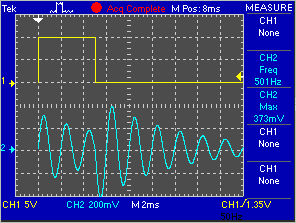 Tek Acq Complete M Pos: 8ms MEASURE
CH1
None
CH2
Freq
501Hz
CH2
Max
373mV
CH1
None
CH1
None
1
2
CH1 5V CH2 200mV M 2ms CH1/1.35V